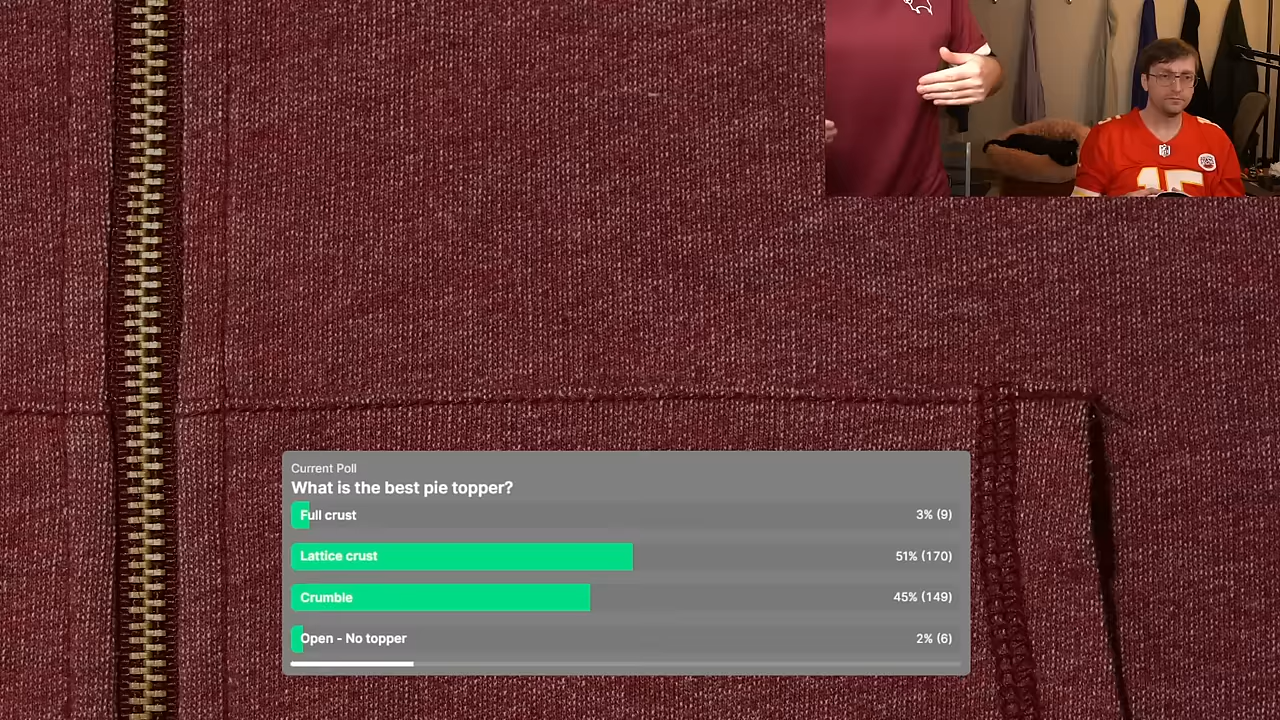 15
Current Poll
What is the best pie topper?
Full crust 3% (9)
Lattice crust 51% (170)
Crumble 45% (149)
Open - No topper 2% (6)